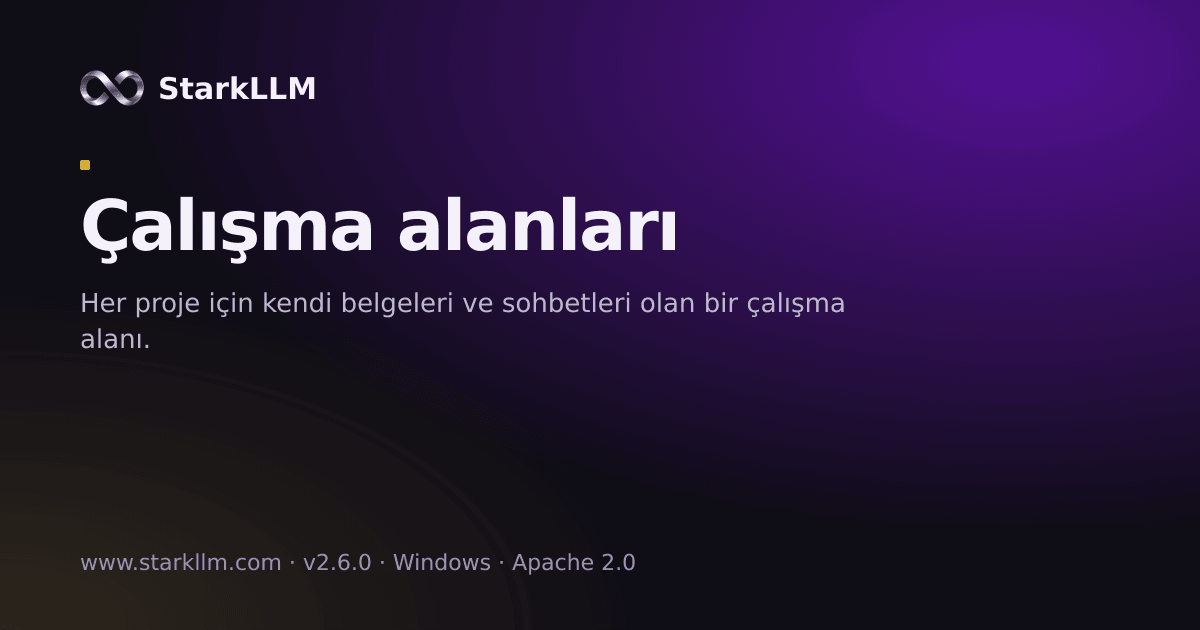 StarkLLM
Çalışma alanları
Her proje için kendi belgeleri ve sohbetleri olan bir çalışma
alanı.
www.starkllm.com · v2.6.0 · Windows · Apache 2.0